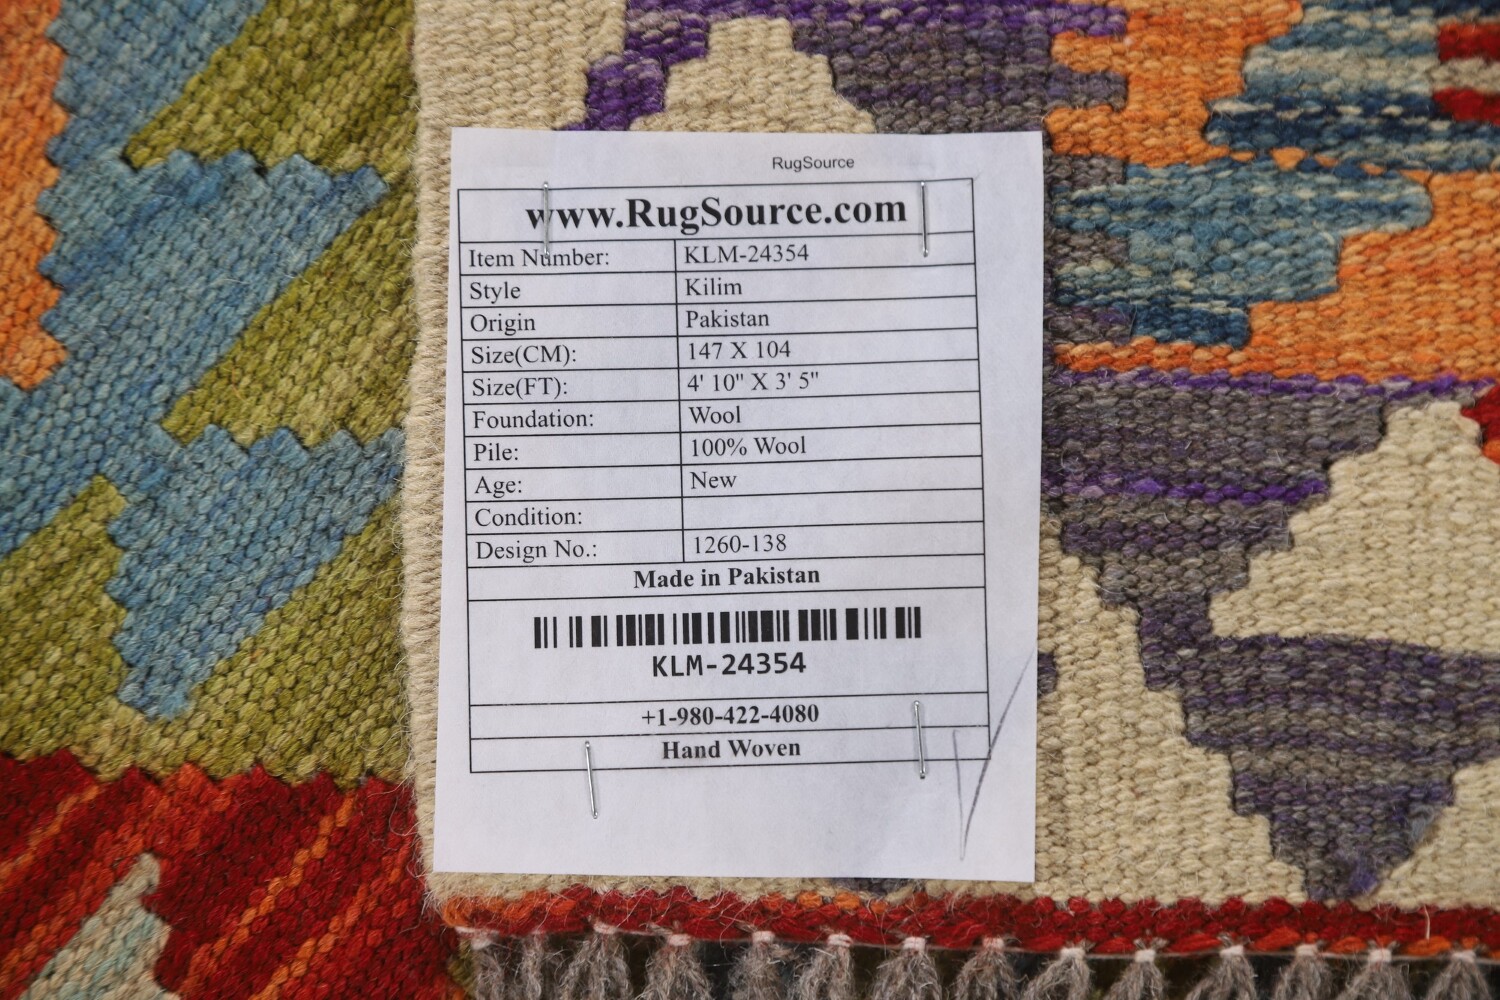 RugSource
www.RugSource.com
Item Number: KLM-24354
Style Kilim
Origin Pakistan
Size(CM): 147 X 104
Size(FT): 4' 10" X 3' 5"
Foundation: Wool
Pile: 100% Wool
Age: New
Condition:
Design No.: 1260-138
Made in Pakistan
KLM-24354
+1-980-422-4080
Hand Woven